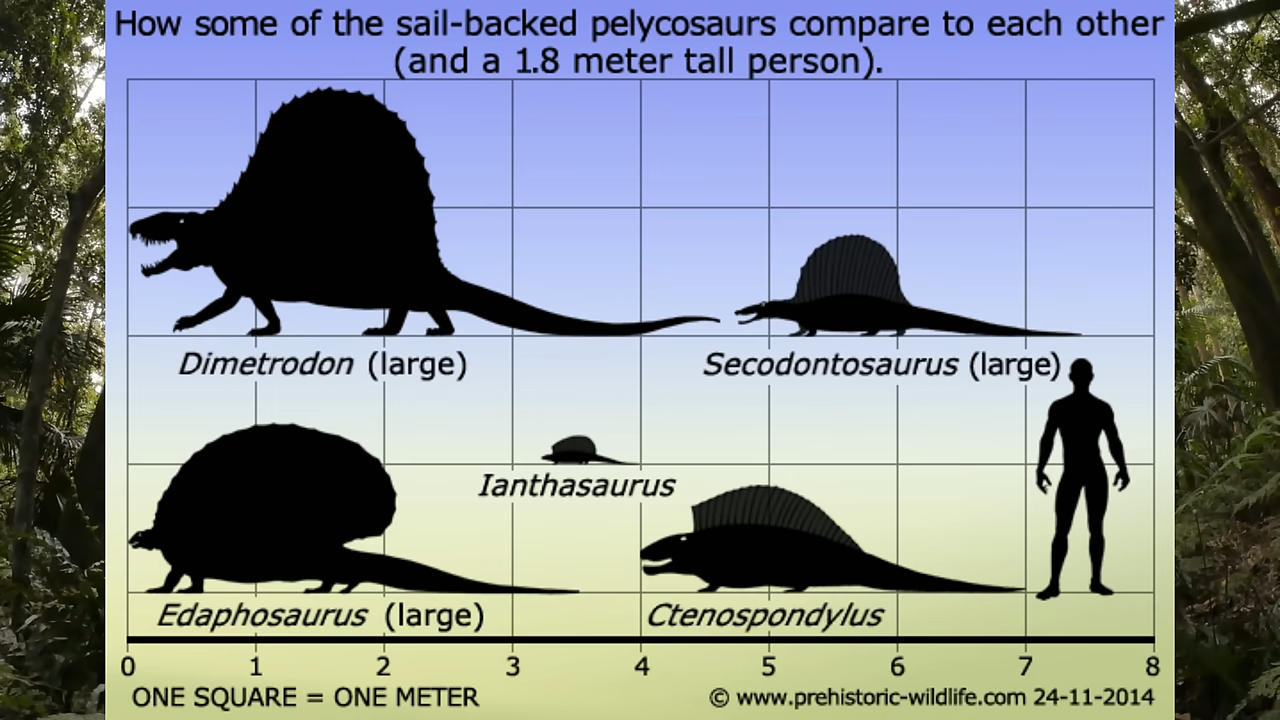 How some of the sail-backed pelycosaurs compare to each other
(and a 1.8 meter tall person).
Dimetrodon (large)
Secodontosaurus (large)
Ianthasaurus
Edaphosaurus (large)
Ctenospondylus
0 1 2 3 4 5 6 7 8
ONE SQUARE = ONE METER
© www.prehistoric-wildlife.com 24-11-2014